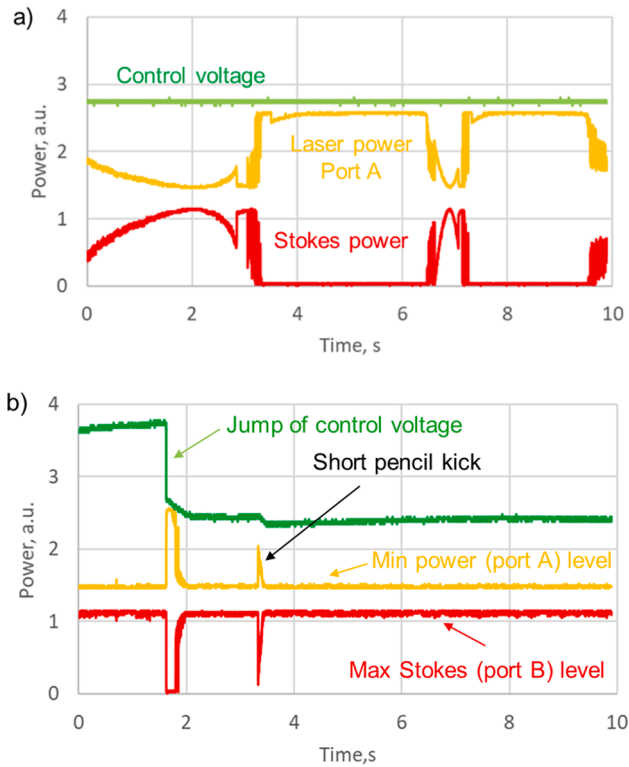 a)
4
3
2
1
0
Power, a.u.
Control voltage
Laser power
Port A
Stokes power
0 2 4 6 8 10
Time, s
b)
4
3
2
1
0
Power, a.u.
Jump of control voltage
Short pencil kick
Min power (port A) level
Max Stokes (port B) level
0 2 4 6 8 10
Time,s